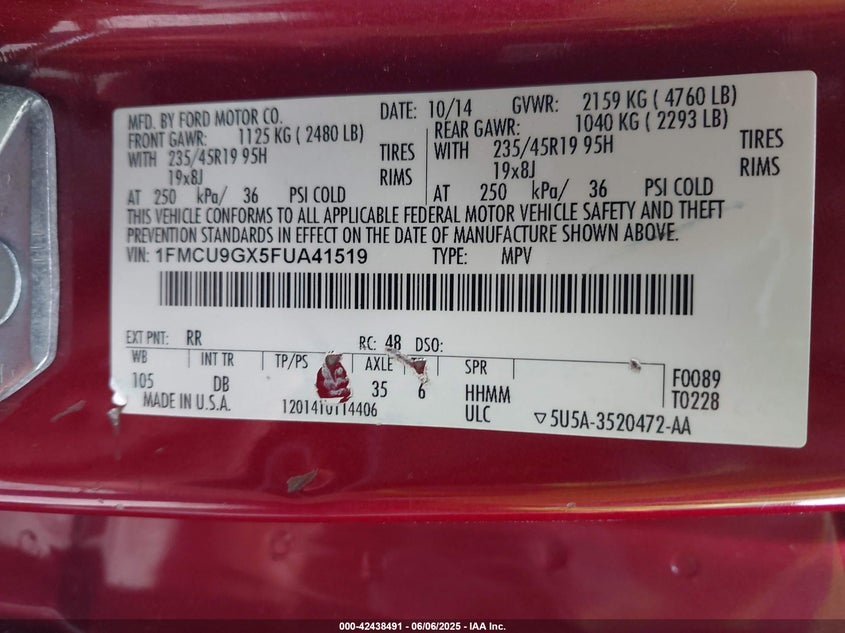 MFD. BY FORD MOTOR CO. DATE: 10/14 GVWR: 2159 KG ( 4760 LB)
FRONT GAWR: 1125 KG ( 2480 LB) REAR GAWR: 1040 KG ( 2293 LB)
WITH 235/45R19 95H TIRES WITH 235/45R19 95H TIRES
19x8J RIMS 19x8J RIMS
AT 250 kPa/ 36 PSI COLD AT 250 kPa/ 36 PSI COLD
THIS VEHICLE CONFORMS TO ALL APPLICABLE FEDERAL MOTOR VEHICLE SAFETY AND THEFT
PREVENTION STANDARDS IN EFFECT ON THE DATE OF MANUFACTURE SHOWN ABOVE.
VIN: 1FMCU9GX5FUA41519 TYPE: MPV
EXT PNT: RR RC: 48 DSO:
WB INT TR TP/PS AXLE SPR
105 DB 35 6 HHMM F0089
MADE IN U.S.A. 1201410114406 ULC ▽5U5A-3520472-AA T0228
000-42438491 - 06/06/2025 - IAA Inc.